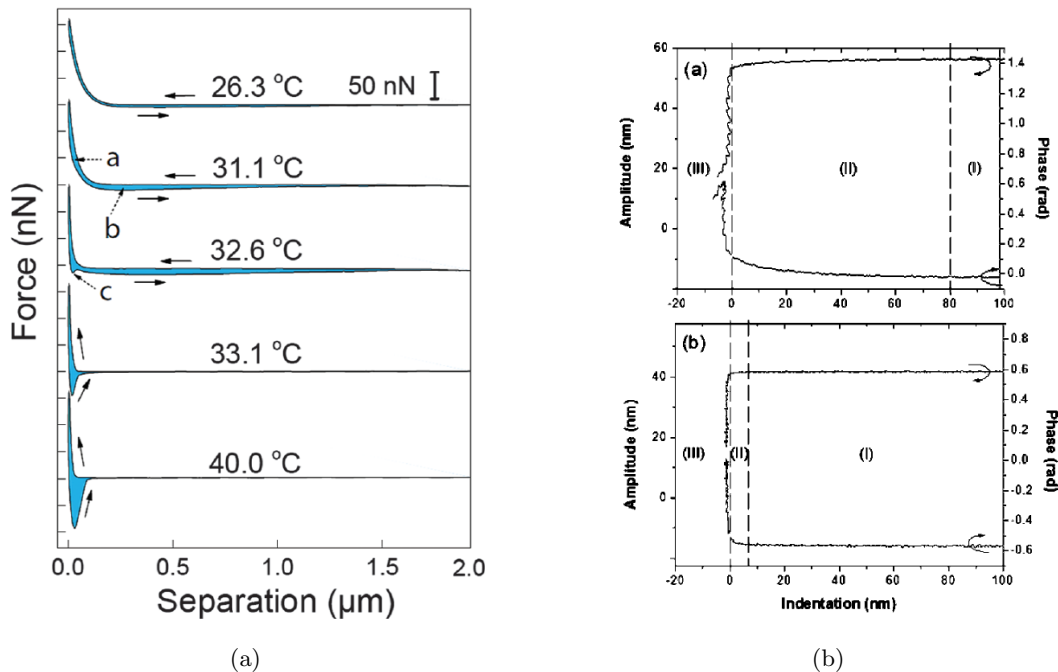 Force (nN)
26.3 °C
50 nN
a
31.1 °C
b
32.6 °C
c
33.1 °C
40.0 °C
0.0 0.5 1.0 1.5 2.0
Separation (µm)
(a)
(a)
Amplitude (nm)
60
40
20
0
(III) (II) (I)
Phase (rad)
1.4
1.2
1.0
0.8
0.6
0.4
0.2
0.0
-20 0 20 40 60 80 100
(b)
Amplitude (nm)
40
20
0
(III) (II) (I)
Phase (rad)
0.8
0.6
0.4
0.2
0.0
-0.2
-0.4
-0.6
-20 0 20 40 60 80 100
Indentation (nm)
(b)